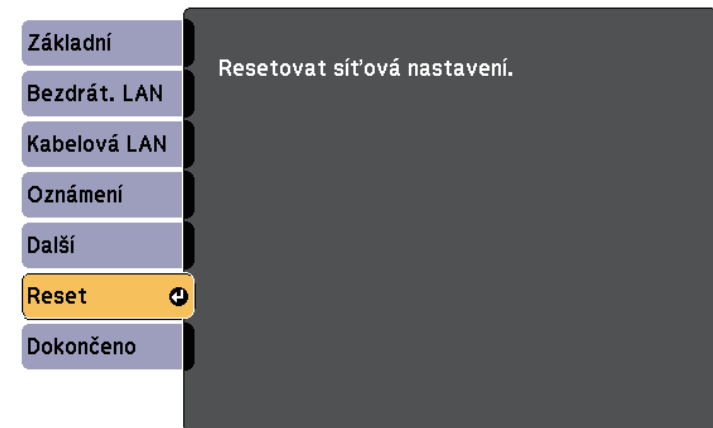 Základní
Bezdrát. LAN
Kabelová LAN
Oznámení
Další
Reset
Dokončeno
Resetovat síťová nastavení.